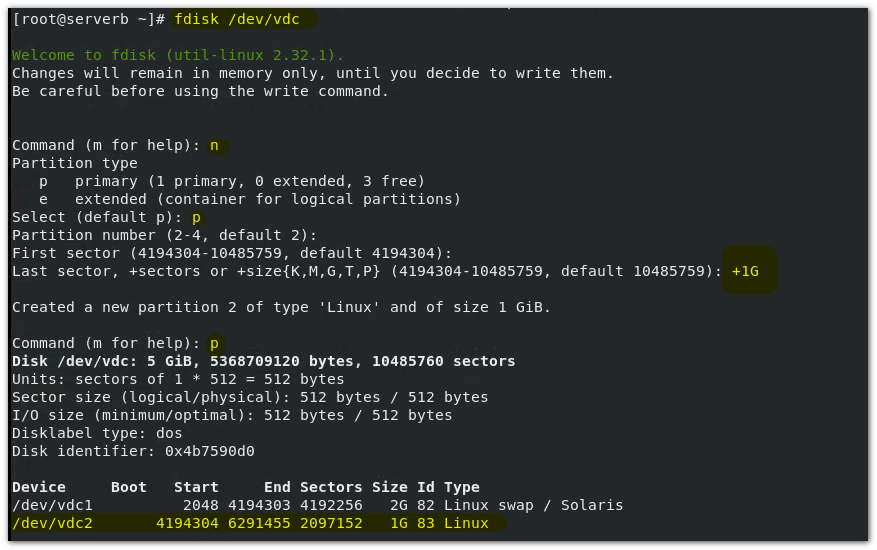 [root@serverb ~]# fdisk /dev/vdc
Welcome to fdisk (util-linux 2.32.1).
Changes will remain in memory only, until you decide to write them.
Be careful before using the write command.
Command (m for help): n
Partition type
   p   primary (1 primary, 0 extended, 3 free)
   e   extended (container for logical partitions)
Select (default p): p
Partition number (2-4, default 2):
First sector (4194304-10485759, default 4194304):
Last sector, +sectors or +size{K,M,G,T,P} (4194304-10485759, default 10485759): +1G
Created a new partition 2 of type 'Linux' and of size 1 GiB.
Command (m for help): p
Disk /dev/vdc: 5 GiB, 5368709120 bytes, 10485760 sectors
Units: sectors of 1 * 512 = 512 bytes
Sector size (logical/physical): 512 bytes / 512 bytes
I/O size (minimum/optimal): 512 bytes / 512 bytes
Disklabel type: dos
Disk identifier: 0x4b7590d0
Device     Boot   Start     End Sectors Size Id Type
/dev/vdc1          2048 4194303 4192256   2G 82 Linux swap / Solaris
/dev/vdc2       4194304 6291455 2097152   1G 83 Linux